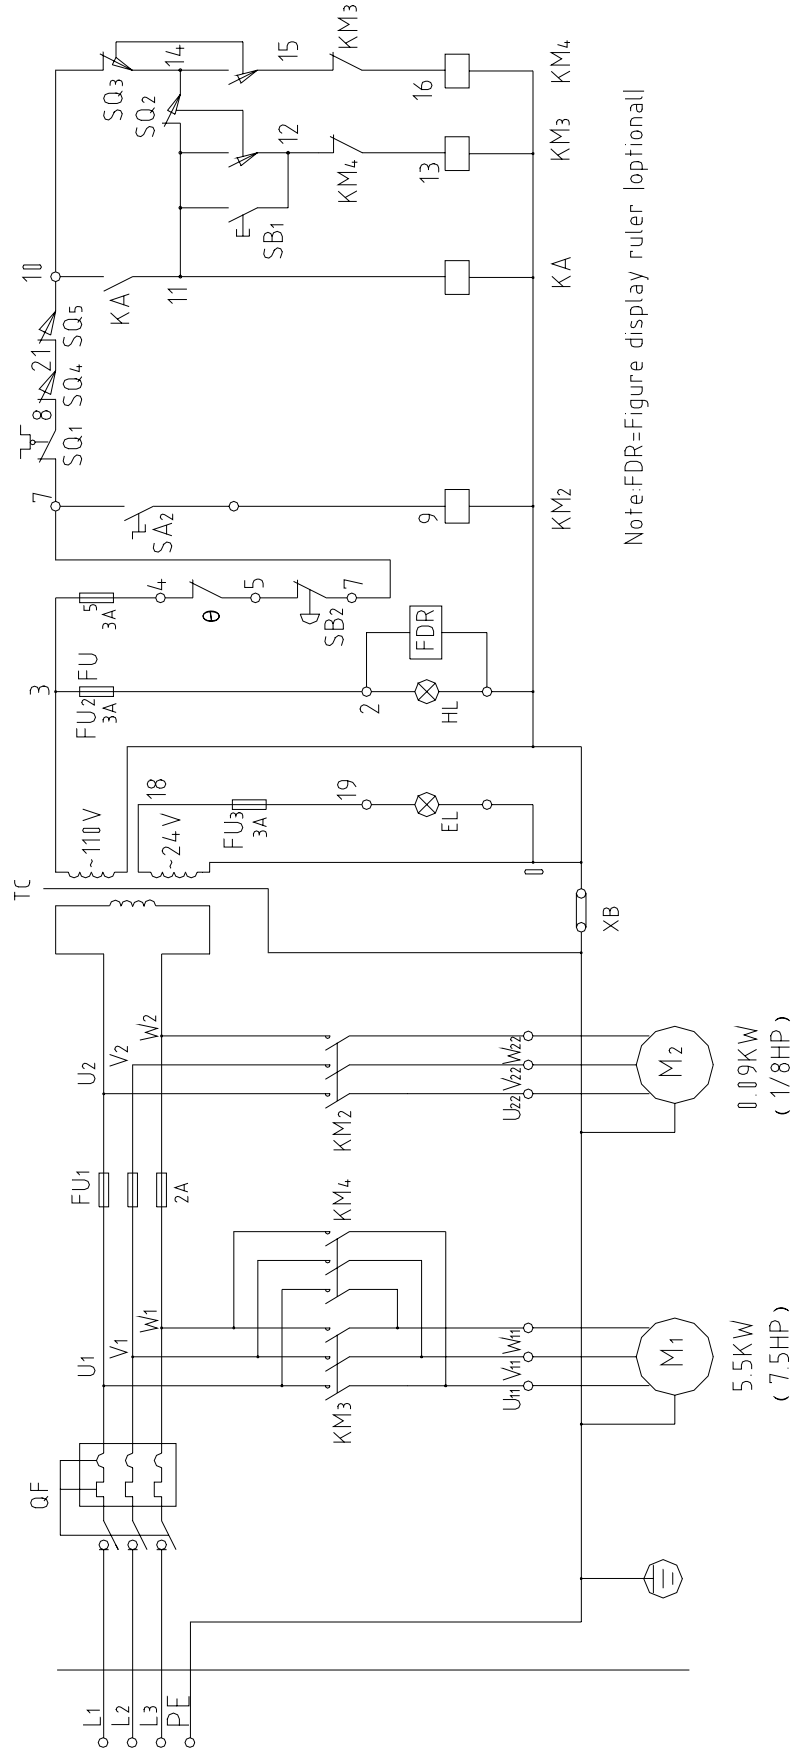 L1
L2
L3
PE
QF
U1
V1
W1
KM3
KM4
U11 V11 W11
M1
5.5KW
(7.5HP)
FU1
2A
U2
V2
W2
KM2
U22 V22 W22
M2
0.09KW
(1/8HP)
TC
~110V
~24V
18
FU3
3A
19
EL
0
XB
3
FU2
FU
3A
2
HL
FDR
5
3A
4
θ
5
SB2
7
7
SA2
9
KM2
SQ1
8
SQ4
21
SQ5
10
KA
11
KA
SB1
12
KM4
13
KM3
SQ3
SQ2
14
15
KM3
16
KM4
Note:FDR=Figure display ruler (optional)